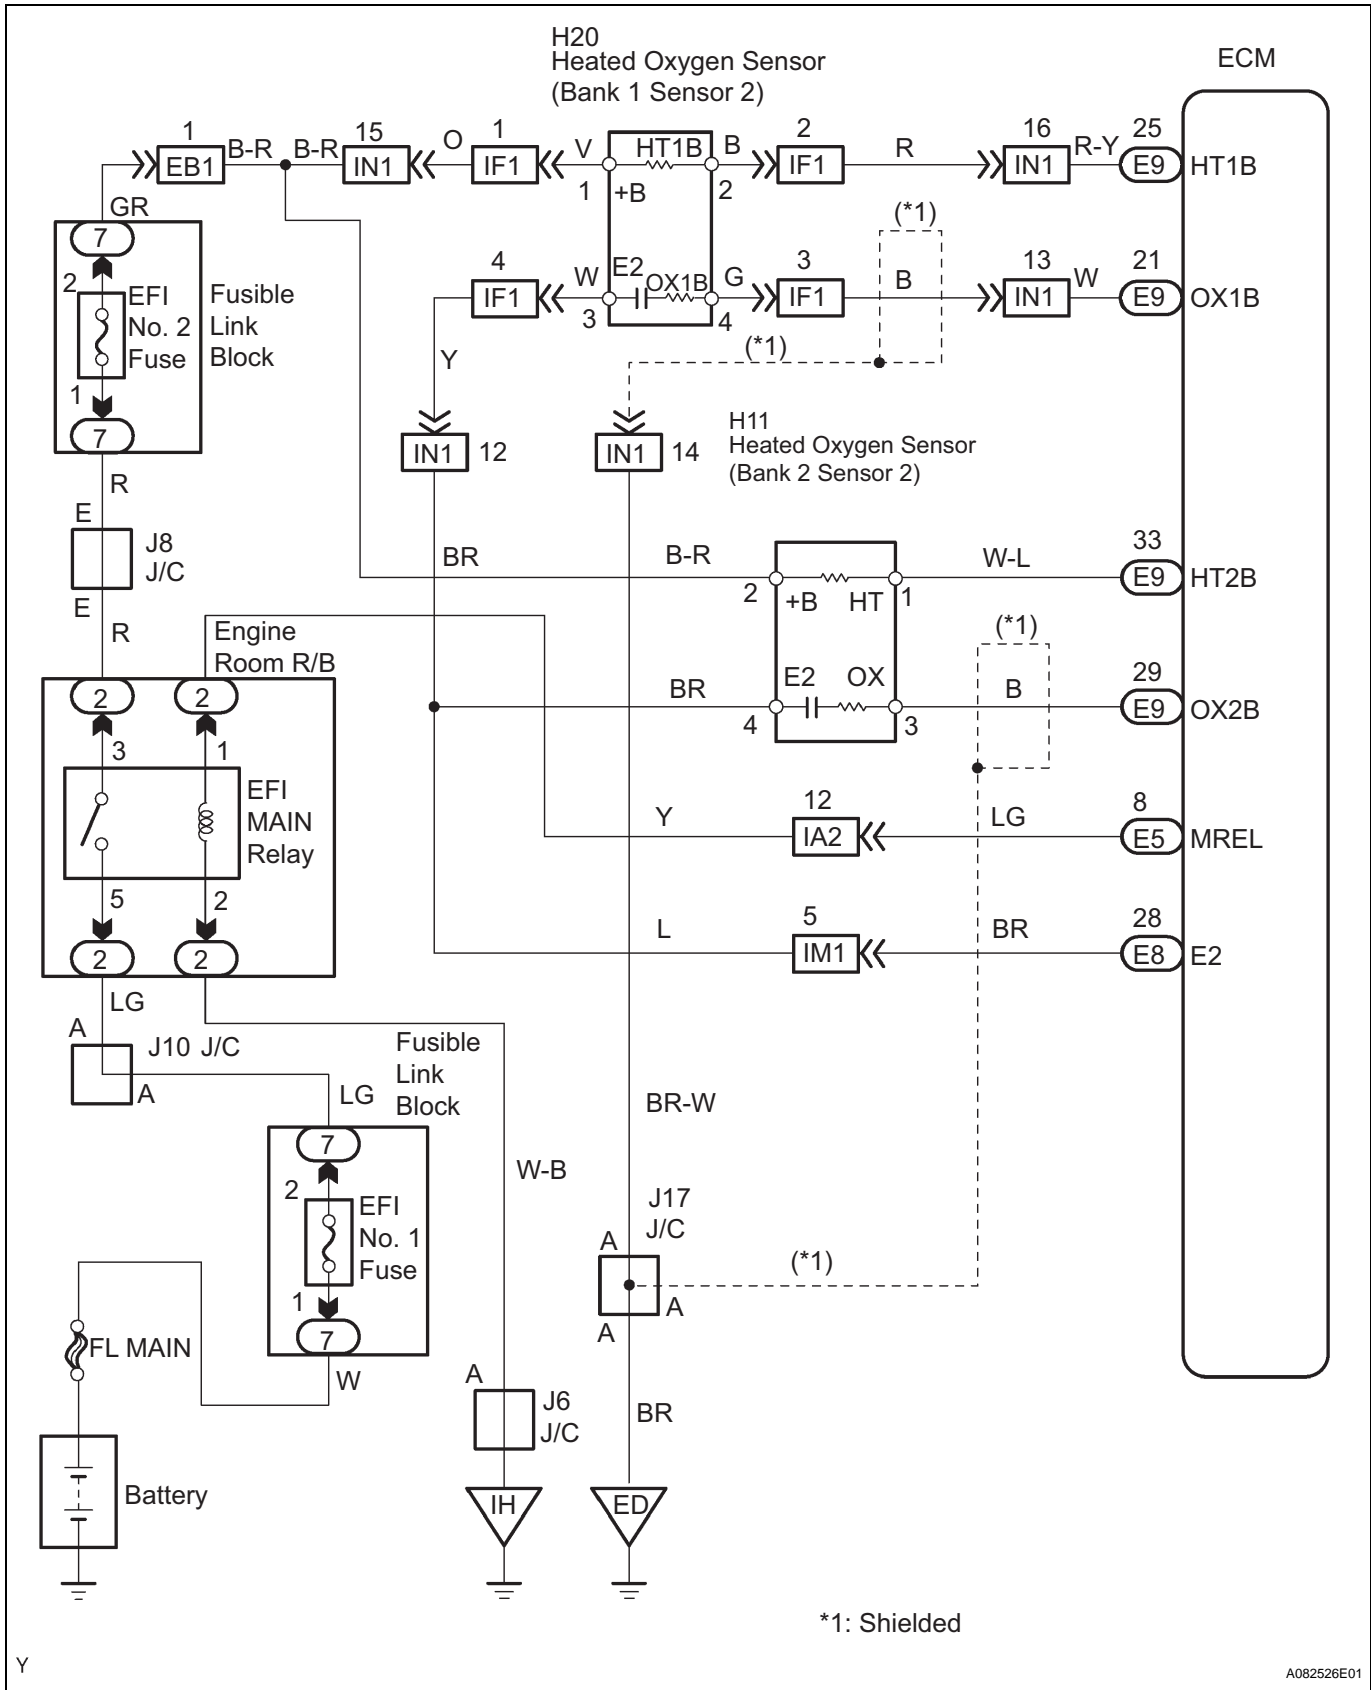 H20
Heated Oxygen Sensor
(Bank 1 Sensor 2)
ECM
1
B-R
B-R
15
O
1
V
HT1B
B
2
R
16
R-Y
25
EB1
IN1
IF1
IF1
IN1
E9
HT1B
1
+B
2
GR
(*1)
7
2
EFI
No. 2
Fuse
Fusible
Link
Block
4
W
E2
OX1B
G
3
B
13
W
21
IF1
IF1
IN1
E9
OX1B
3
4
(*1)
Y
1
7
H11
Heated Oxygen Sensor
(Bank 2 Sensor 2)
IN1
12
IN1
14
R
E
J8
J/C
BR
B-R
W-L
33
E9
HT2B
2
+B
HT
1
E
R
Engine
Room R/B
(*1)
2
2
BR
E2
OX
B
29
E9
OX2B
4
3
3
1
EFI
MAIN
Relay
Y
12
LG
8
IA2
E5
MREL
5
2
L
5
BR
28
IM1
E8
E2
2
2
LG
A
J10 J/C
A
Fusible
Link
Block
LG
BR-W
7
W-B
2
EFI
No. 1
Fuse
J17
J/C
A
(*1)
A
A
1
7
FL MAIN
W
A
J6
J/C
BR
Battery
IH
ED
*1: Shielded
Y
A082526E01